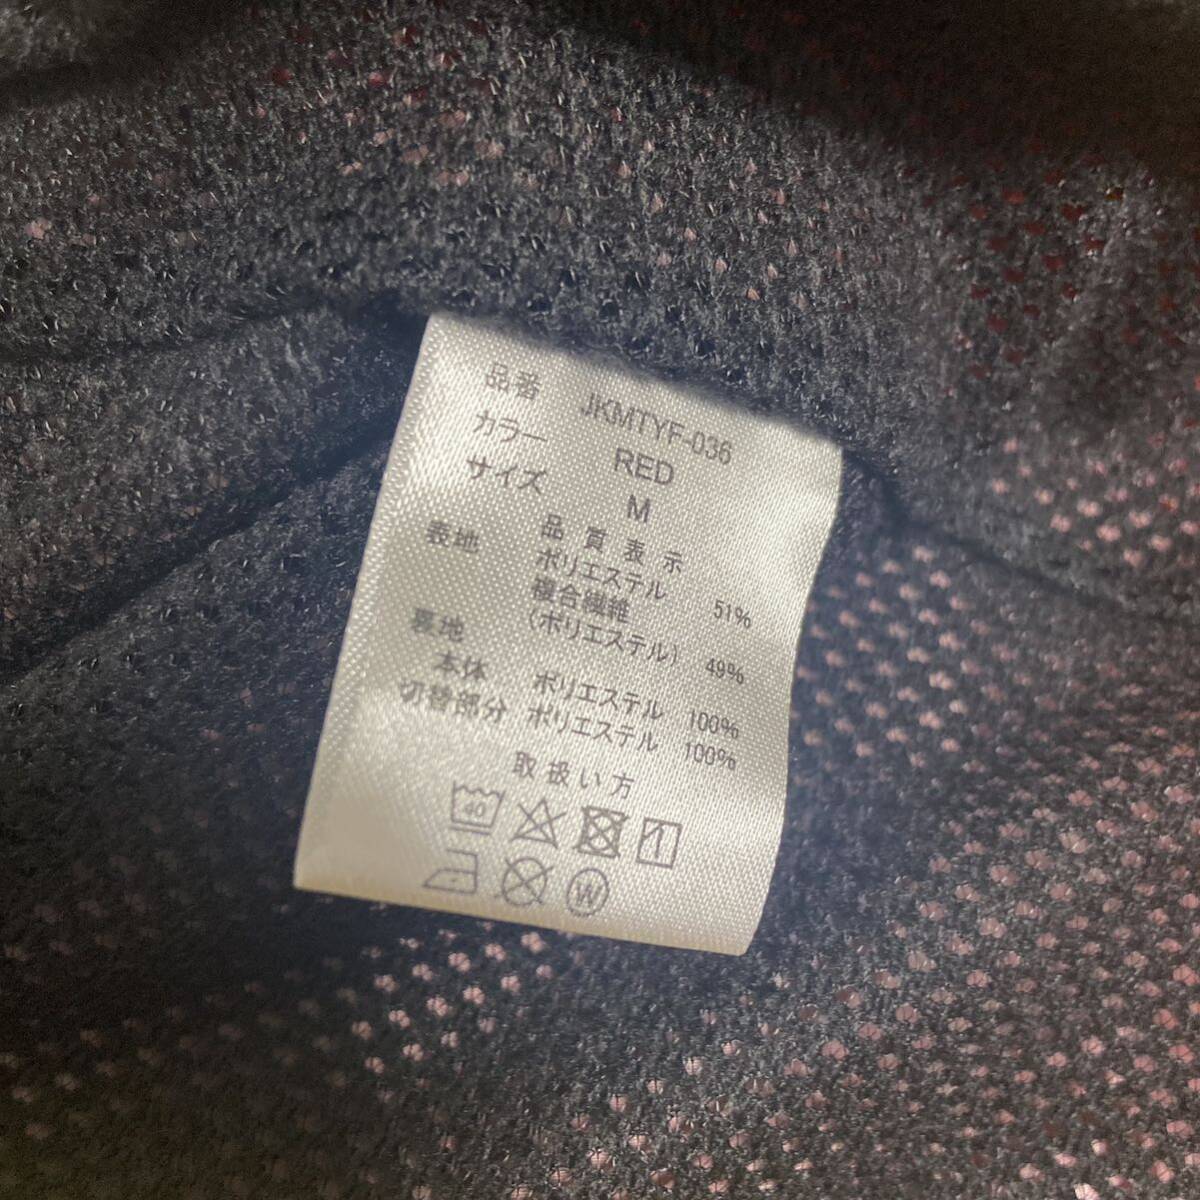 品番 JKMTYF-036
カラー RED
サイズ M
品質表示
表地 ポリエステル 51%
複合繊維
(ポリエステル) 49%
裏地
本体 ポリエステル 100%
切替部分 ポリエステル 100%
取扱い方
40
W